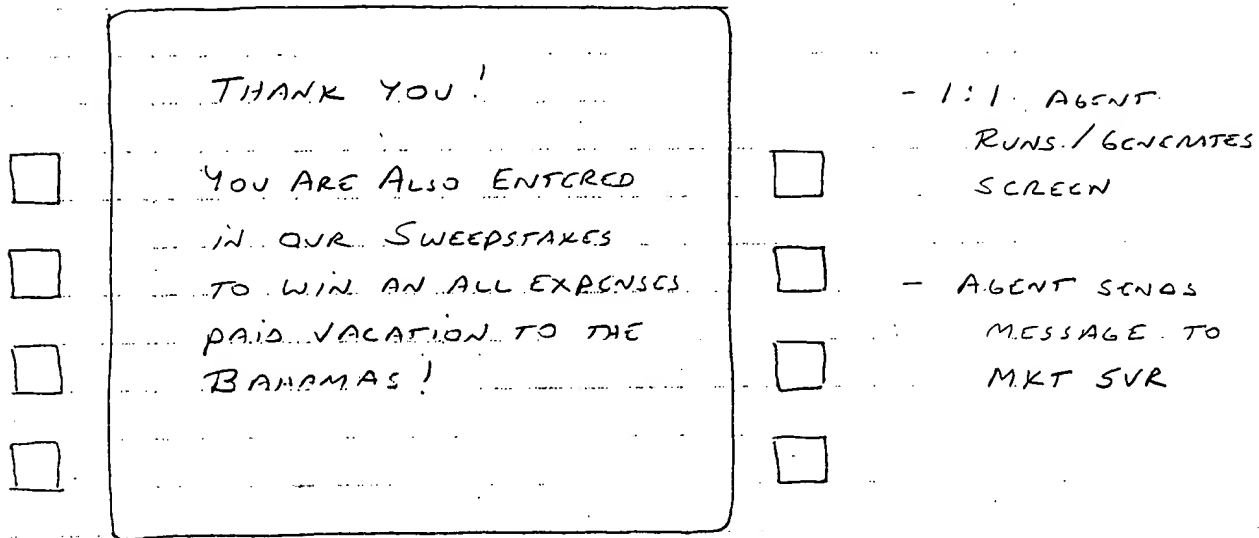 THANK YOU!
YOU ARE ALSO ENTERED
IN OUR SWEEPSTAKES
TO WIN AN ALL EXPENSES
PAID VACATION TO THE
BAHAMAS!
- 1:1 AGENT
RUNS/GENERATES
SCREEN
- AGENT SENDS
MESSAGE TO
MKT SVR